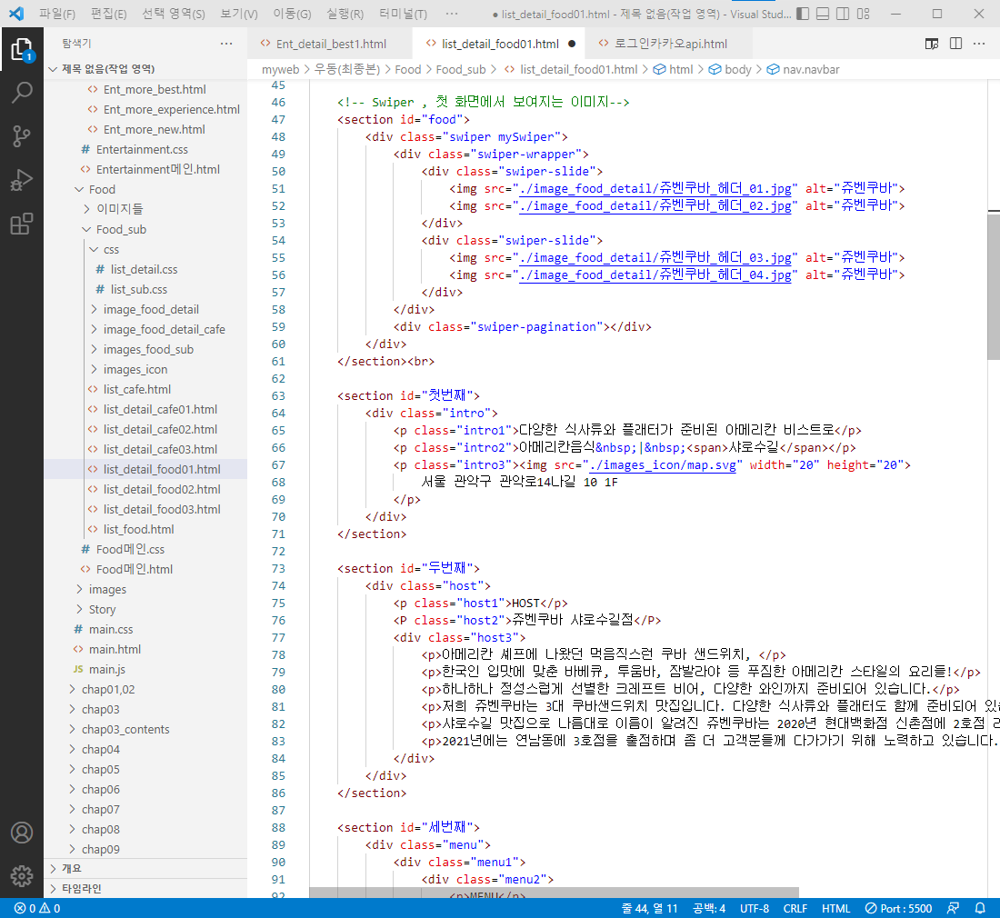 파일(F) 편집(E) 선택 영역(S) 보기(V) 이동(G) 실행(R) 터미널(T) ··· ● list_detail_food01.html - 제목 없음(작업 영역) - Visual Stud...
탐색기 ···
Ent_detail_best1.html
list_detail_food01.html ●
로그인카카오api.html
1
제목 없음(작업 영역)
Ent_more_best.html
Ent_more_experience.html
Ent_more_new.html
# Entertainment.css
Entertainment메인.html
Food
이미지들
Food_sub
css
# list_detail.css
# list_sub.css
image_food_detail
image_food_detail_cafe
images_food_sub
images_icon
list_cafe.html
list_detail_cafe01.html
list_detail_cafe02.html
list_detail_cafe03.html
list_detail_food01.html
list_detail_food02.html
list_detail_food03.html
list_food.html
# Food메인.css
Food메인.html
images
Story
# main.css
main.html
JS main.js
chap01,02
chap03
chap03_contents
chap04
chap05
chap06
chap07
chap08
chap09
개요
타임라인
myweb > 우동(최종본) > Food > Food_sub > list_detail_food01.html > html > body > nav.navbar
45
46 <!-- Swiper , 첫 화면에서 보여지는 이미지-->
47 <section id="food">
48 <div class="swiper mySwiper">
49 <div class="swiper-wrapper">
50 <div class="swiper-slide">
51 <img src="./image_food_detail/쥬벤쿠바_헤더_01.jpg" alt="쥬벤쿠바">
52 <img src="./image_food_detail/쥬벤쿠바_헤더_02.jpg" alt="쥬벤쿠바">
53 </div>
54 <div class="swiper-slide">
55 <img src="./image_food_detail/쥬벤쿠바_헤더_03.jpg" alt="쥬벤쿠바">
56 <img src="./image_food_detail/쥬벤쿠바_헤더_04.jpg" alt="쥬벤쿠바">
57 </div>
58 </div>
59 <div class="swiper-pagination"></div>
60 </div>
61 </section><br>
62
63 <section id="첫번째">
64 <div class="intro">
65 <p class="intro1">다양한 식사류와 플래터가 준비된 아메리칸 비스트로</p>
66 <p class="intro2">아메리칸음식&nbsp;|&nbsp;<span>샤로수길</span></p>
67 <p class="intro3"><img src="./images_icon/map.svg" width="20" height="20">
68 서울 관악구 관악로14나길 10 1F
69 </p>
70 </div>
71 </section>
72
73 <section id="두번째">
74 <div class="host">
75 <p class="host1">HOST</p>
76 <P class="host2">쥬벤쿠바 샤로수길점</P>
77 <div class="host3">
78 <p>아메리칸 셰프에 나왔던 먹음직스런 쿠바 샌드위치, </p>
79 <p>한국인 입맛에 맞춘 바베큐, 투움바, 잠발라야 등 푸짐한 아메리칸 스타일의 요리들!</p>
80 <p>하나하나 정성스럽게 선별한 크레프트 비어, 다양한 와인까지 준비되어 있습니다.</p>
81 <p>저희 쥬벤쿠바는 3대 쿠바샌드위치 맛집입니다. 다양한 식사류와 플래터도 함께 준비되어
82 <p>샤로수길 맛집으로 나름대로 이름이 알려진 쥬벤쿠바는 2020년 현대백화점 신촌점에 2호점
83 <p>2021년에는 연남동에 3호점를 출점하며 좀 더 고객분들께 다가가기 위해 노력하고 있습니다.
84 </div>
85 </div>
86 </section>
87
88 <section id="세번째">
89 <div class="menu">
90 <div class="menu1">
91 <div class="menu2">
92 <p>MENU</p>
0 0 줄 44, 열 11 공백: 4 UTF-8 CRLF HTML Port : 5500